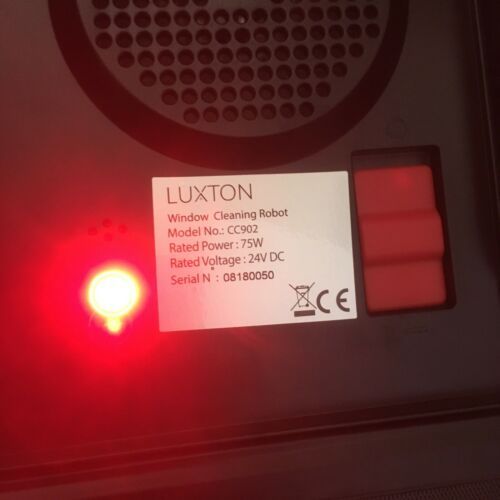 LUXTON
Window Cleaning Robot
Model No.: CC902
Rated Power : 75W
Rated Voltage : 24V DC
Serial N : 08180050
CE